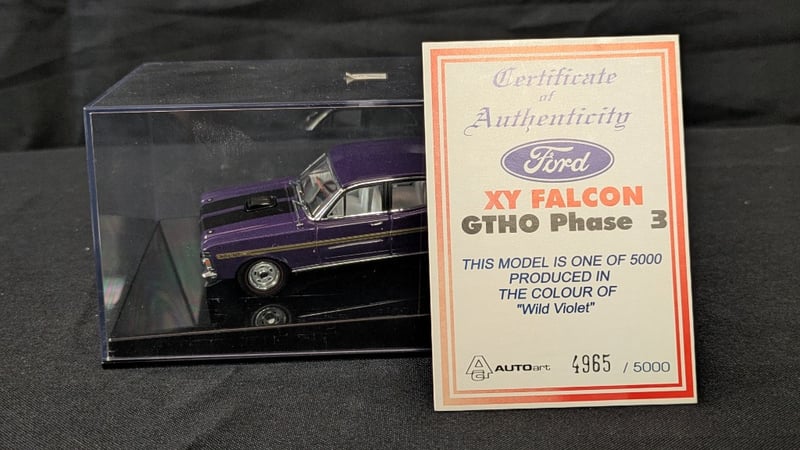 Certificate
of
Authenticity
Ford
XY FALCON
GTHO Phase 3
THIS MODEL IS ONE OF 5000
PRODUCED IN
THE COLOUR OF
"Wild Violet"
AUTOart 4965 / 5000